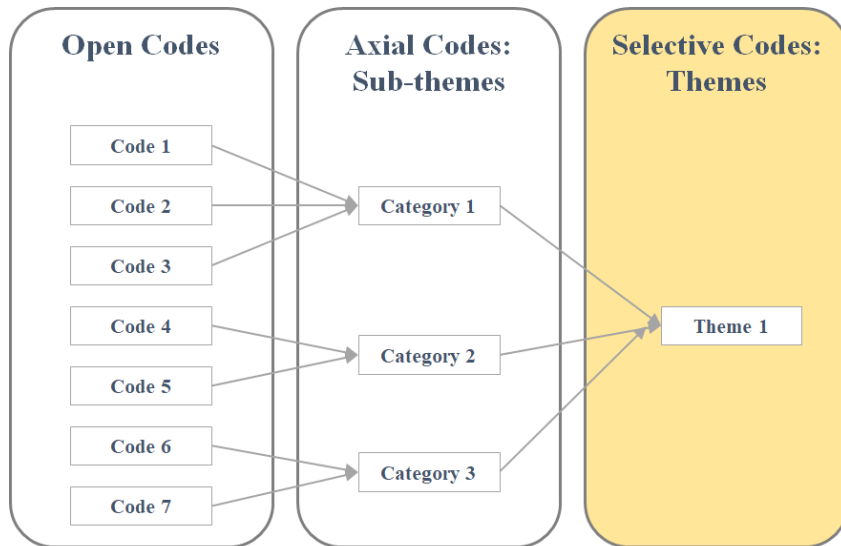 Open Codes
Code 1
Code 2
Code 3
Code 4
Code 5
Code 6
Code 7
Axial Codes:
Sub-themes
Category 1
Category 2
Category 3
Selective Codes:
Themes
Theme 1